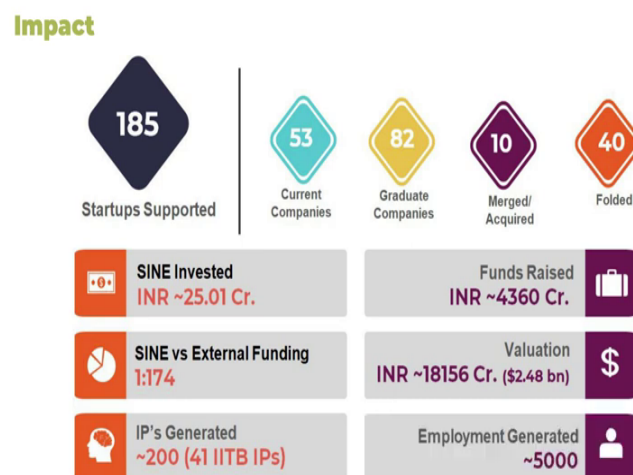 Impact
185
Startups Supported
53
Current
Companies
82
Graduate
Companies
10
Merged/
Acquired
40
Folded
SINE Invested
INR ~25.01 Cr.
Funds Raised
INR ~4360 Cr.
SINE vs External Funding
1:174
Valuation
INR ~18156 Cr. ($2.48 bn)
IP's Generated
~200 (41 IITB IPs)
Employment Generated
~5000